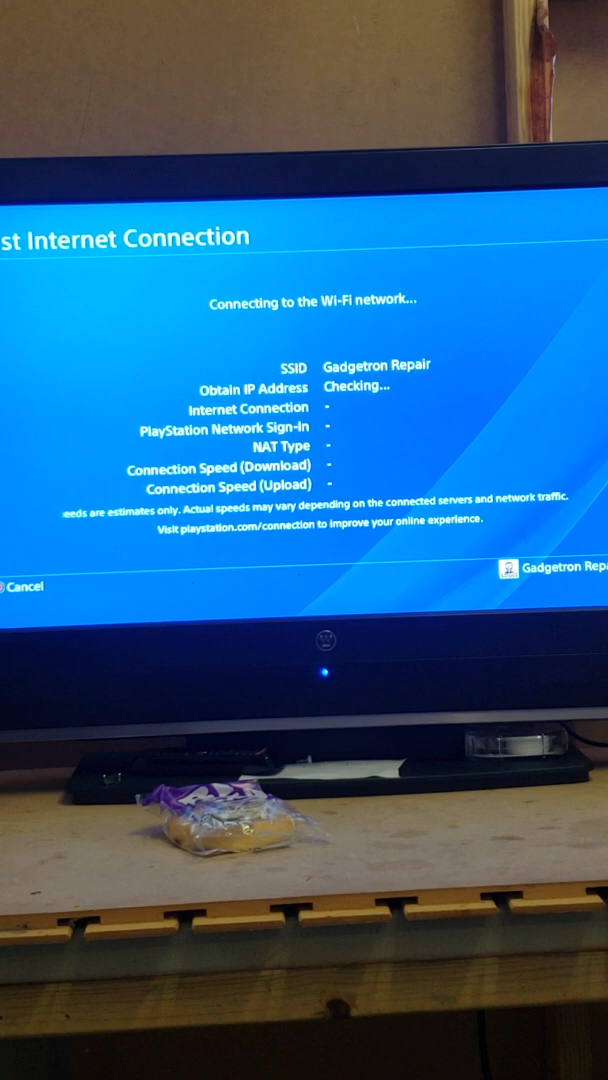 st Internet Connection
Connecting to the Wi-Fi network...
SSID Gadgetron Repair
Obtain IP Address Checking...
Internet Connection -
PlayStation Network Sign-In -
NAT Type -
Connection Speed (Download) -
Connection Speed (Upload) -
eeds are estimates only. Actual speeds may vary depending on the connected servers and network traffic.
Visit playstation.com/connection to improve your online experience.
Cancel
Gadgetron Repa
W